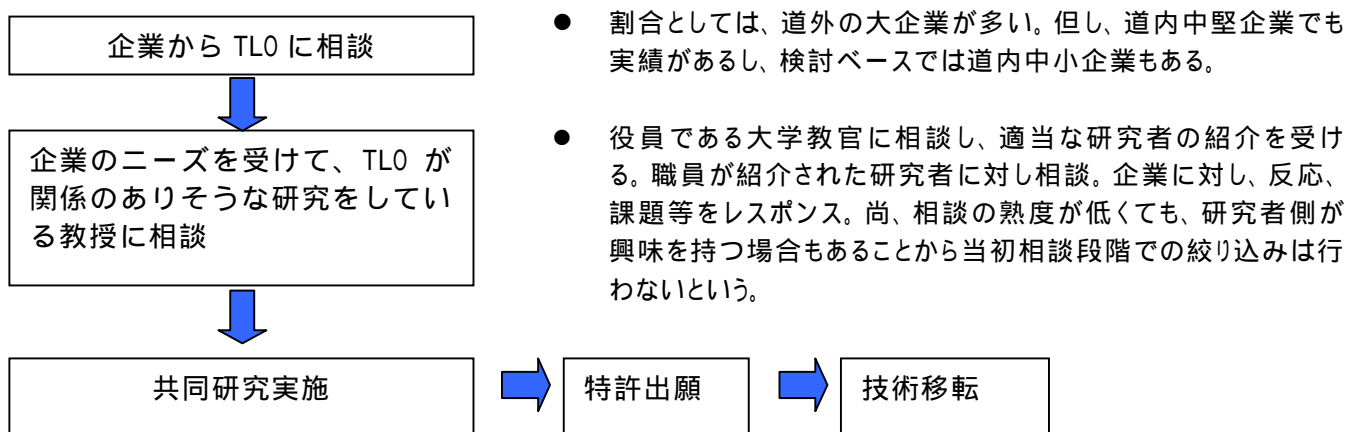 企業から TLO に相談
● 割合としては、道外の大企業が多い。但し、道内中堅企業でも
実績があるし、検討ベースでは道内中小企業もある。
企業のニーズを受けて、TLO が
関係のありそうな研究をしてい
る教授に相談
● 役員である大学教官に相談し、適当な研究者の紹介を受け
る。職員が紹介された研究者に対し相談。企業に対し、反応、
課題等をレスポンス。尚、相談の熟度が低くても、研究者側が
興味を持つ場合もあることから当初相談段階での絞り込みは行
わないという。
共同研究実施
特許出願
技術移転